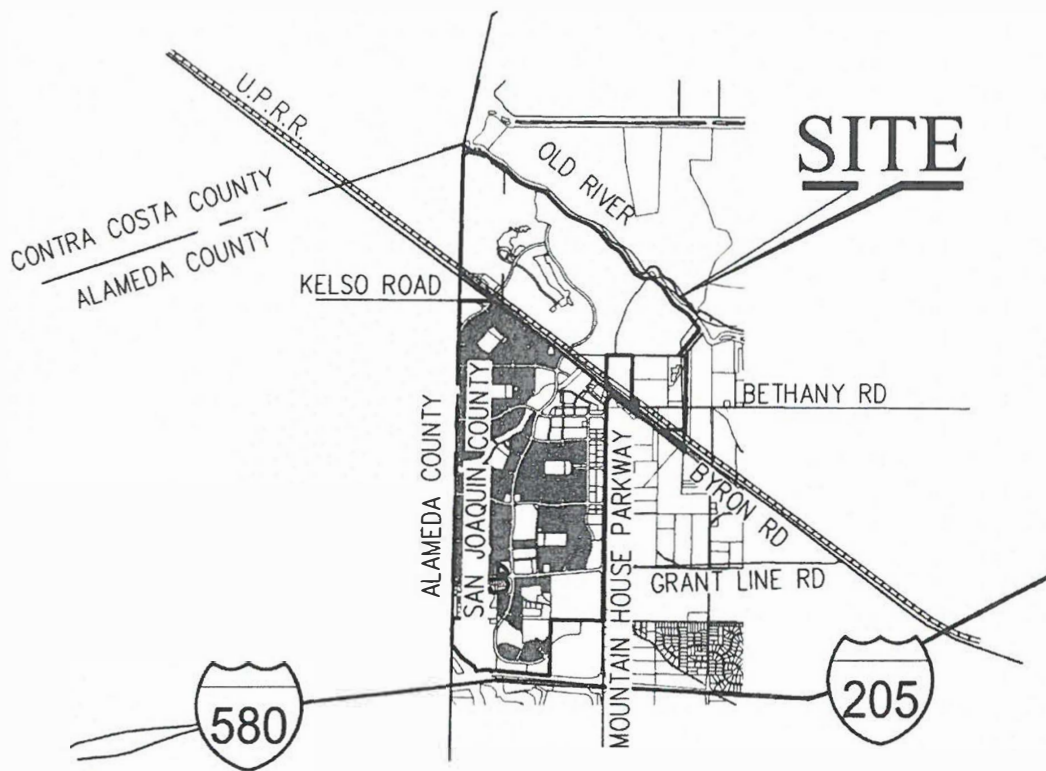 U.P.R.R.
OLD RIVER
SITE
CONTRA COSTA COUNTY
ALAMEDA COUNTY
KELSO ROAD
BETHANY RD
ALAMEDA COUNTY
SAN JOAQUIN COUNTY
MOUNTAIN HOUSE PARKWAY
BYRON RD
GRANT LINE RD
580
205